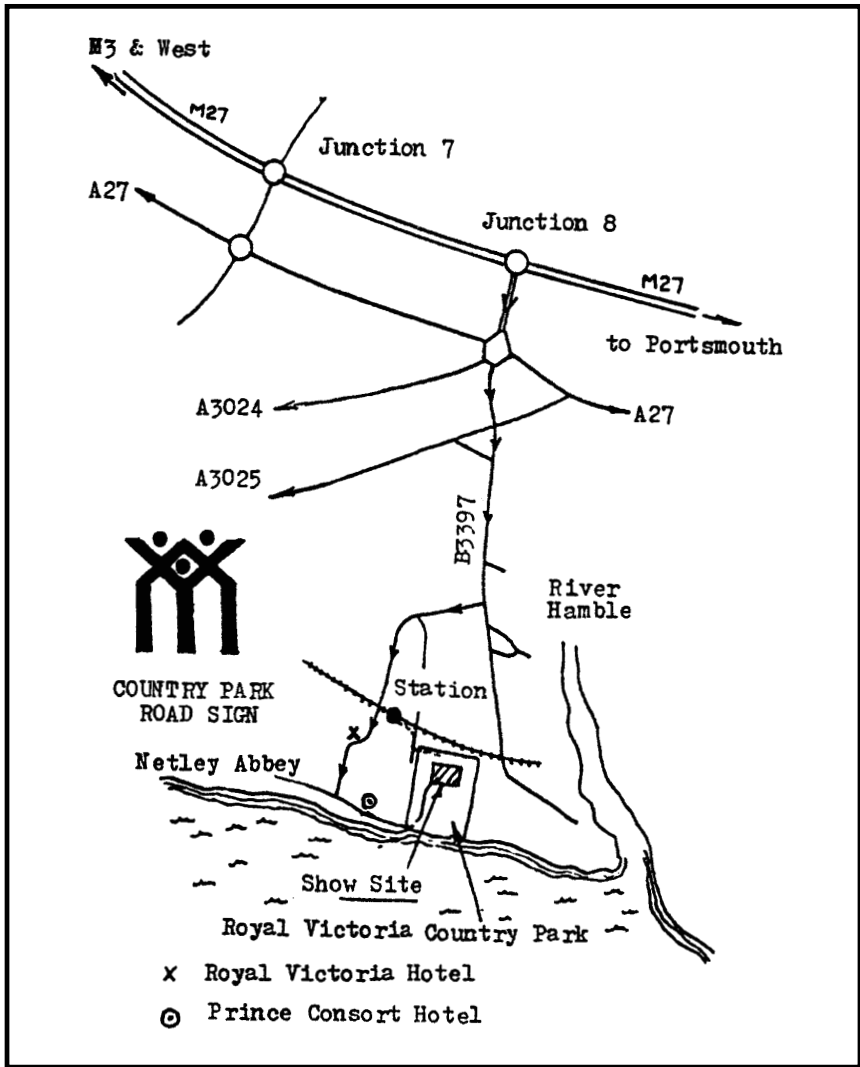 M3 & West
M27
Junction 7
A27
Junction 8
M27
to Portsmouth
A3024
A27
A3025
B3397
River
Hamble
COUNTRY PARK
ROAD SIGN
Station
Netley Abbey
Show Site
Royal Victoria Country Park
x Royal Victoria Hotel
Prince Consort Hotel